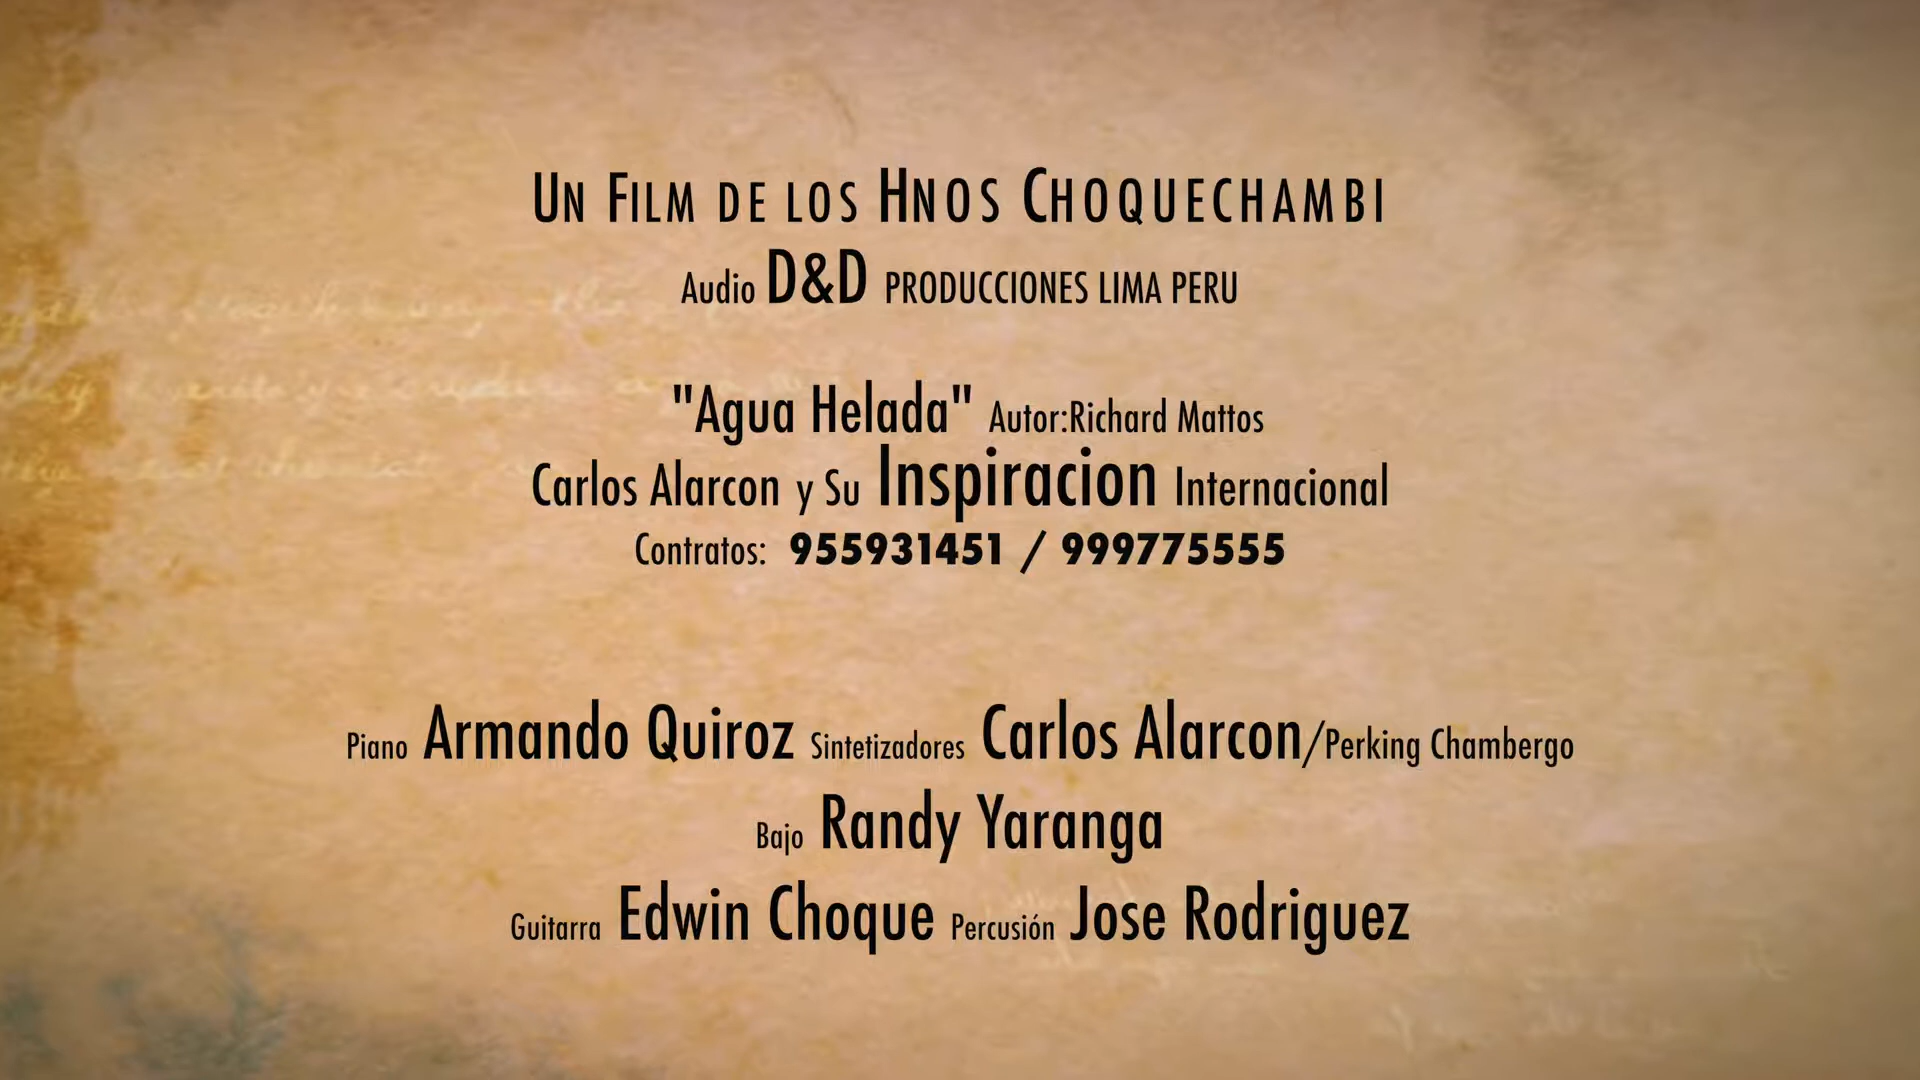 Un Film de los Hnos Choquechambi
Audio D&D PRODUCCIONES LIMA PERU
"Agua Helada" Autor:Richard Mattos
Carlos Alarcon y Su Inspiracion Internacional
Contratos: 955931451 / 999775555
Piano Armando Quiroz Sintetizadores Carlos Alarcon/Perking Chambergo
Bajo Randy Yaranga
Guitarra Edwin Choque Percusión Jose Rodriguez